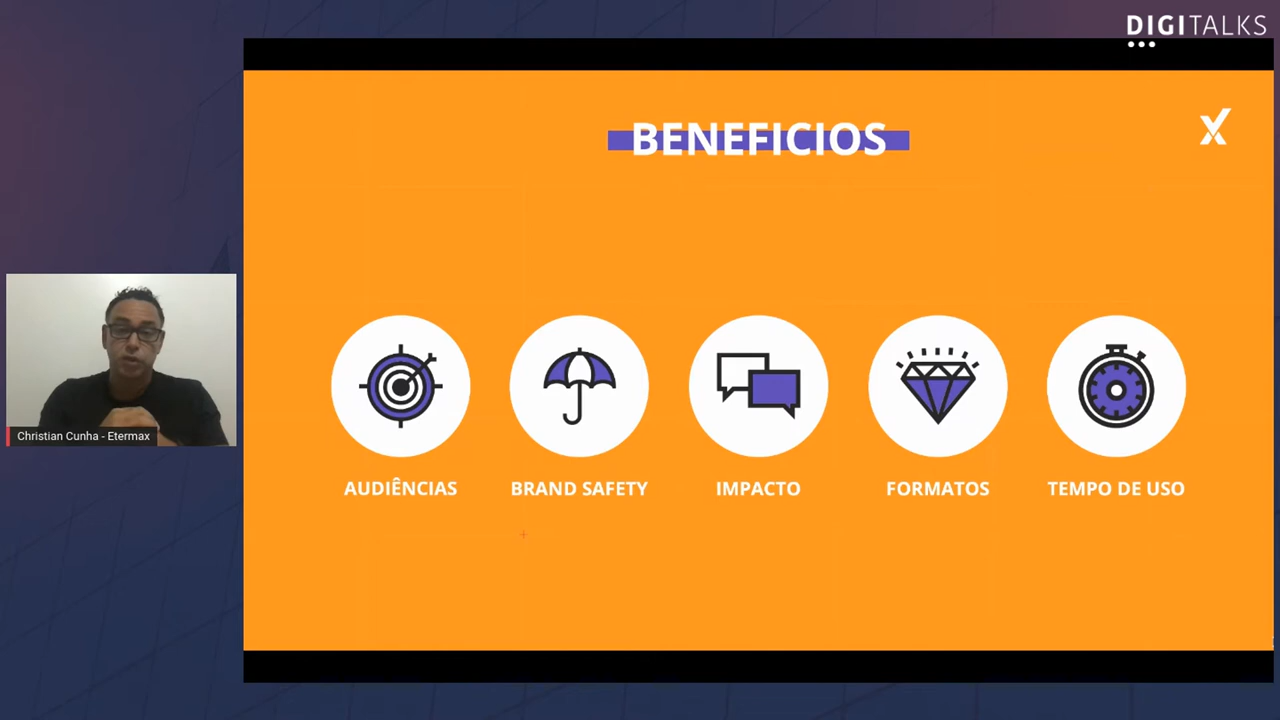 DIGITALKS
BENEFICIOS
AUDIÊNCIAS
BRAND SAFETY
IMPACTO
FORMATOS
TEMPO DE USO
Christian Cunha - Etermax